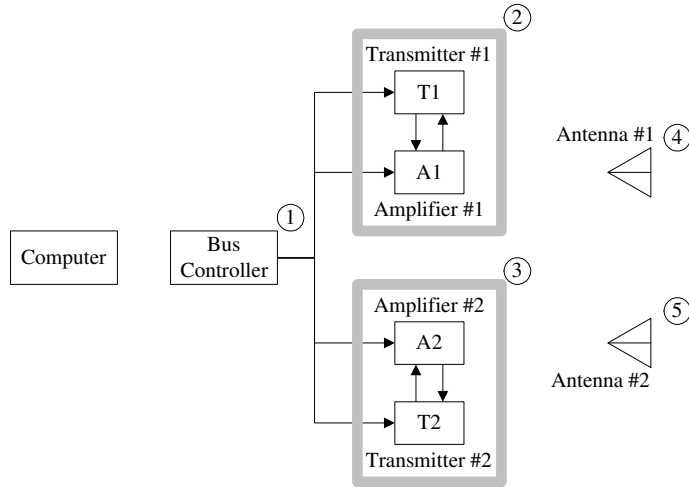 2
Transmitter #1
T1
Antenna #1
4
A1
Amplifier #1
1
Computer
Bus
Controller
3
Amplifier #2
5
A2
Antenna #2
T2
Transmitter #2